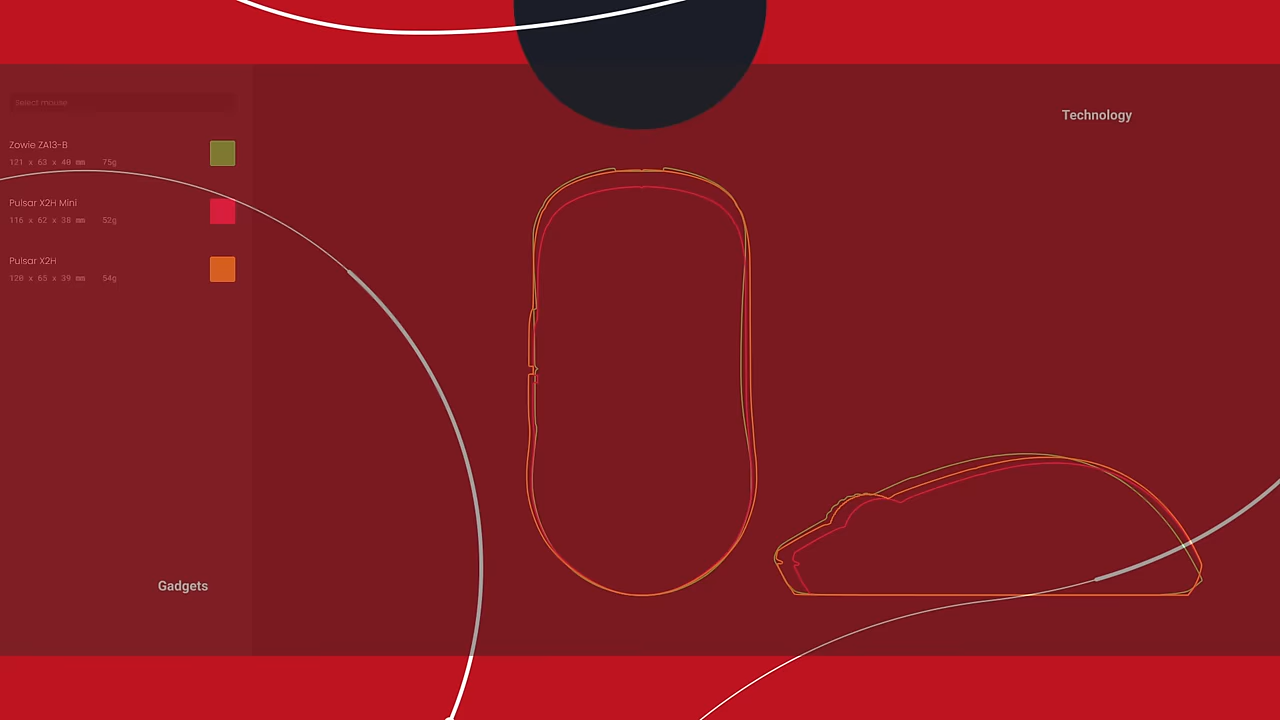 Select mouse
Zowie ZA13-B
121 x 63 x 40 mm 75g
Pulsar X2H Mini
116 x 62 x 38 mm 52g
Pulsar X2H
120 x 65 x 39 mm 54g
Technology
Gadgets